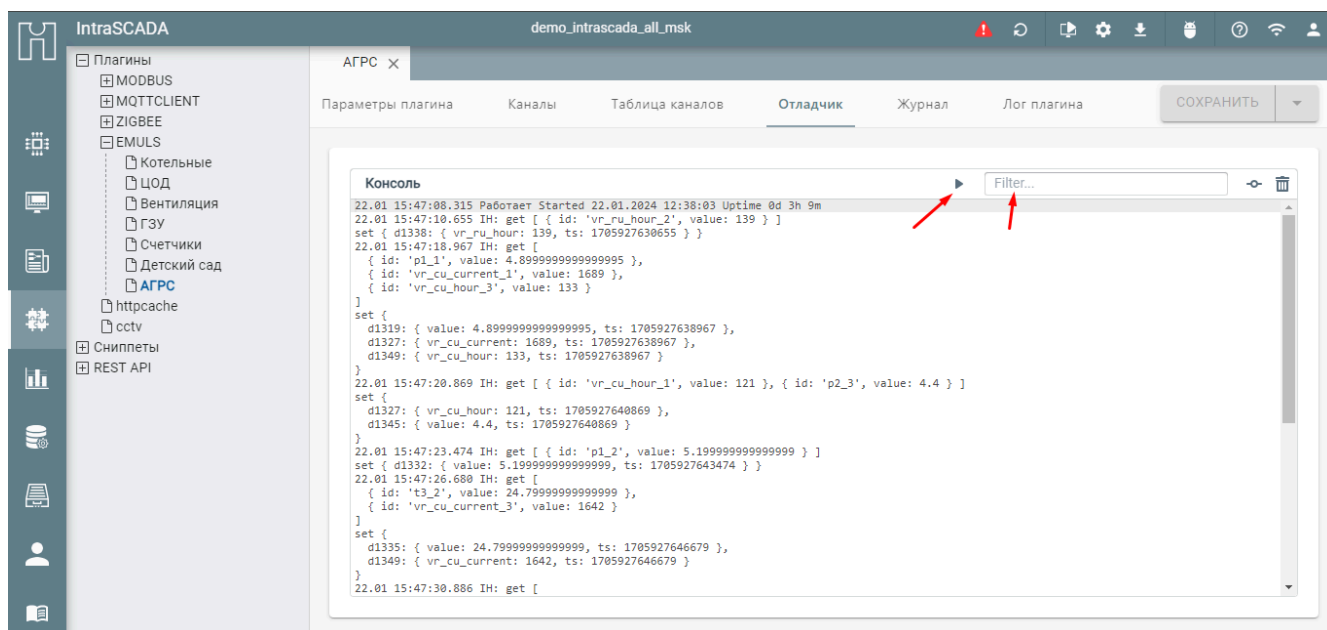 IntraSCADA
demo_intrascada_all_msk
Плагины
MODBUS
MQTTCLIENT
ZIGBEE
EMULS
Котельные
ЦОД
Вентиляция
ГЗУ
Счетчики
Детский сад
АГРС
httpcache
cctv
Сниппеты
REST API
АГРС
Параметры плагина Каналы Таблица каналов Отладчик Журнал Лог плагина СОХРАНИТЬ
Консоль Filter...
22.01 15:47:08.315 Работает Started 22.01.2024 12:38:03 Uptime 0d 3h 9m
22.01 15:47:10.655 IH: get [ { id: 'vr_ru_hour_2', value: 139 } ]
set { d1338: { vr_ru_hour: 139, ts: 1705927630655 } }
22.01 15:47:18.967 IH: get [
{ id: 'p1_1', value: 4.8999999999999995 },
{ id: 'vr_cu_current_1', value: 1689 },
{ id: 'vr_cu_hour_3', value: 133 }
]
set {
d1319: { value: 4.8999999999999995, ts: 1705927638967 },
d1327: { vr_cu_current: 1689, ts: 1705927638967 },
d1349: { vr_cu_hour: 133, ts: 1705927638967 }
}
22.01 15:47:20.869 IH: get [ { id: 'vr_cu_hour_1', value: 121 }, { id: 'p2_3', value: 4.4 } ]
set {
d1327: { vr_cu_hour: 121, ts: 1705927640869 },
d1345: { value: 4.4, ts: 1705927640869 }
}
22.01 15:47:23.474 IH: get [ { id: 'p1_2', value: 5.199999999999999 } ]
set { d1332: { value: 5.199999999999999, ts: 1705927643474 } }
22.01 15:47:26.680 IH: get [
{ id: 't3_2', value: 24.79999999999999 },
{ id: 'vr_cu_current_3', value: 1642 }
]
set {
d1335: { value: 24.79999999999999, ts: 1705927646679 },
d1349: { vr_cu_current: 1642, ts: 1705927646679 }
}
22.01 15:47:30.886 IH: get [